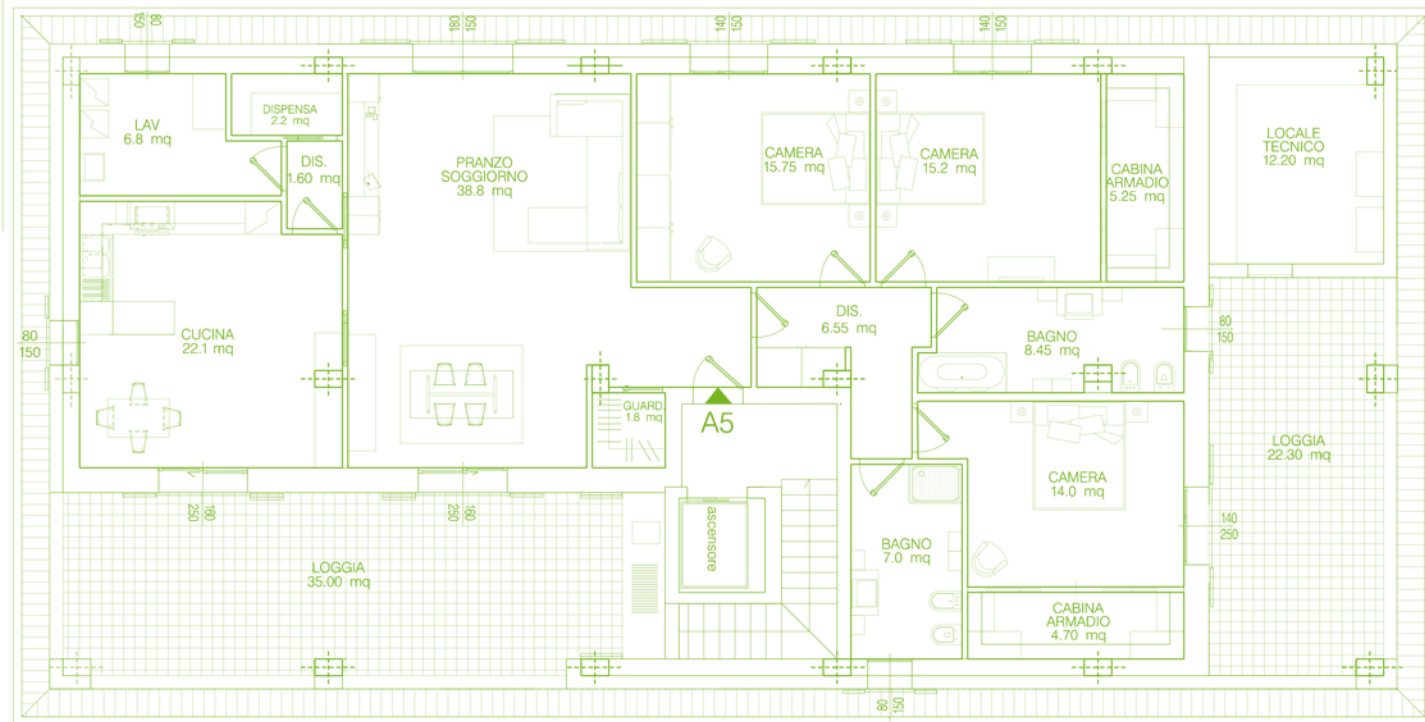 80
150
180
150
140
150
140
150
LAV
6.8 mq
DISPENSA
2.2 mq
DIS.
1.60 mq
PRANZO
SOGGIORNO
38.8 mq
CAMERA
15.75 mq
CAMERA
15.2 mq
CABINA
ARMADIO
5.25 mq
LOCALE
TECNICO
12.20 mq
80
150
CUCINA
22.1 mq
DIS.
6.55 mq
BAGNO
8.45 mq
80
150
GUARD.
1.8 mq
A5
CAMERA
14.0 mq
LOGGIA
22.30 mq
160
250
160
250
ascensore
140
250
LOGGIA
35.00 mq
BAGNO
7.0 mq
CABINA
ARMADIO
4.70 mq
80
150